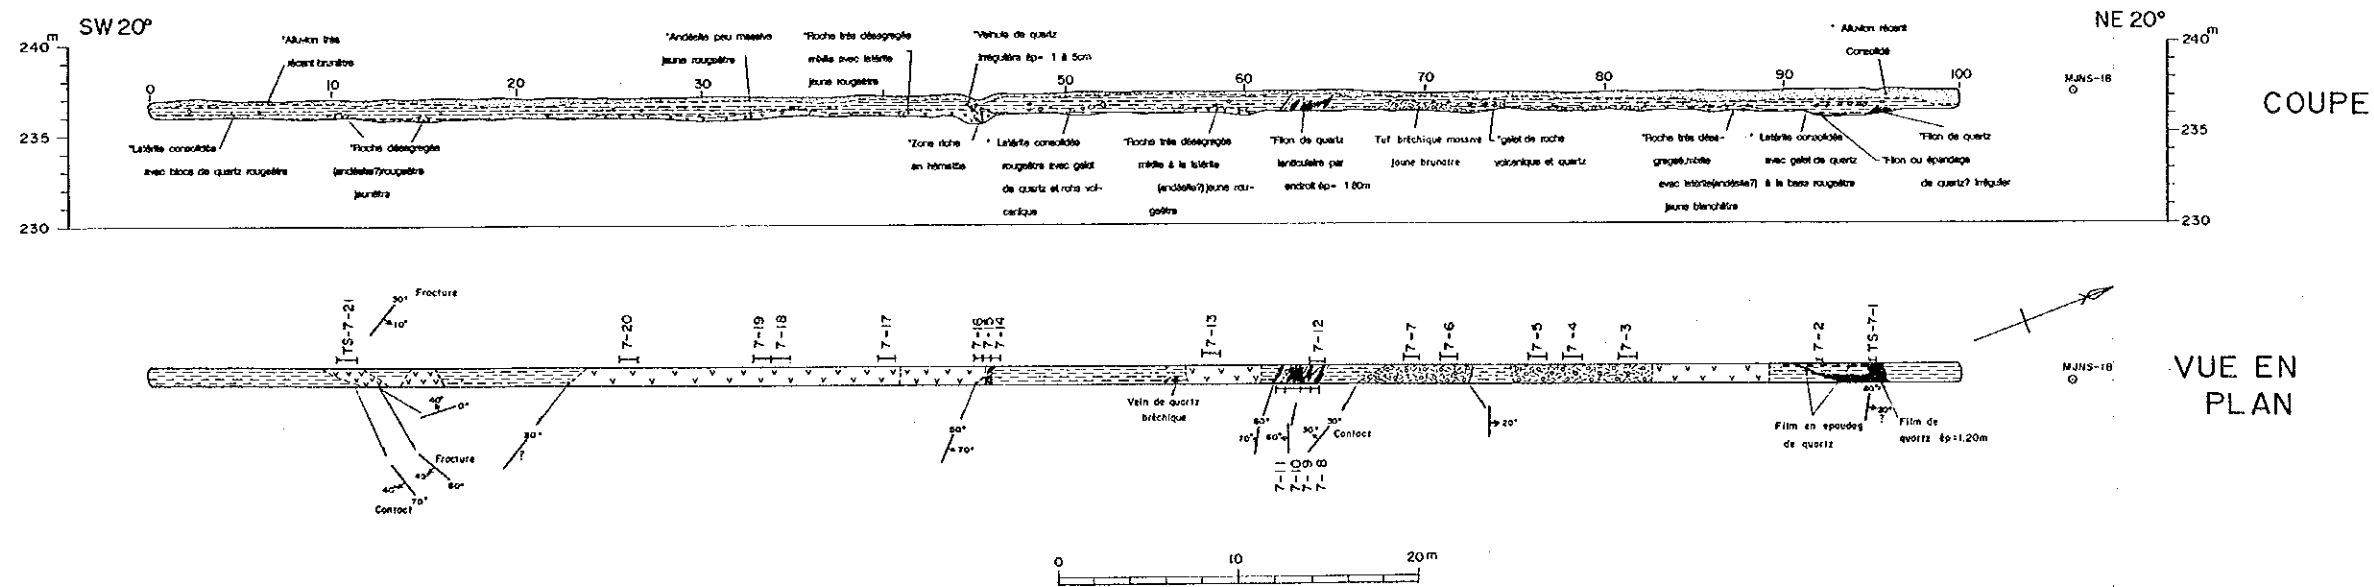 SW 20°
NE 20°
240 m
240 m
*Alluvion très
récent brunâtre
*Andésite peu massive
jaune rougeâtre
*Roche très désagregée
mêlée avec latérite
jaune rougeâtre
*Veinule de quartz
irrégulière ép= 1 à 5cm
* Alluvion récent
Consolidé
0
10
20
30
50
60
70
80
90
100
MJNS-18
COUPE
235
235
*Latérite consolidée
avec blocs de quartz rougeâtre
*Roche désagregée
(andésite?)rougeâtre
jaunâtre
*Zone riche
en hématite
* Latérite consolidée
rougeâtre avec galet
de quartz et roche vol-
canique
*Roche très désagregée
mêlée à la latérite
(andésite?)jaune rou-
geâtre
*Filon de quartz
lenticulaire par
endroit ép= 1.80m
Tuf bréchique massive
jaune brunatre
*galet de roche
volcanique et quartz
*Roche très désa-
gregée,mêlée
avec latérite(andésite?)
jaune blanchâtre
* Latérite consolidée
avec galet de quartz
à la base rougeâtre
*Filon ou épandage
de quartz? irrégulier
*Filon de quartz
230
230
30° Fracture
10°
TS-7-21
7-20
7-19
7-18
7-17
7-16
7-15
7-14
7-13
7-12
7-7
7-6
7-5
7-4
7-3
7-2
TS-7-1
MJNS-18
VUE EN
PLAN
40°
0°
Fracture
60°
40°
70°
Contact
?
70°
Vein de quartz
bréchique
70°
60°
30°
30°
Contact
7-11
7-10
7-9
7-8
20°
Film en epaudag
de quartz
40°
?
Film de
quartz ép=1,20m
0
10
20m